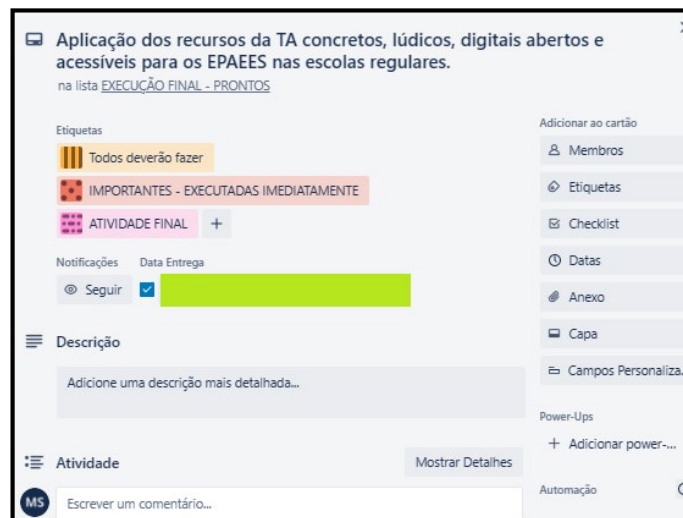 Aplicação dos recursos da TA concretos, lúdicos, digitais abertos e
acessíveis para os EPAEES nas escolas regulares.
na lista EXECUÇÃO FINAL - PRONTOS
Etiquetas
Todos deverão fazer
IMPORTANTES - EXECUTADAS IMEDIATAMENTE
ATIVIDADE FINAL +
Notificações Data Entrega
Seguir
Descrição
Adicione uma descrição mais detalhada...
Atividade Mostrar Detalhes
MS Escrever um comentário...
Adicionar ao cartão
Membros
Etiquetas
Checklist
Datas
Anexo
Capa
Campos Personaliza.
Power-Ups
+ Adicionar power-...
Automação